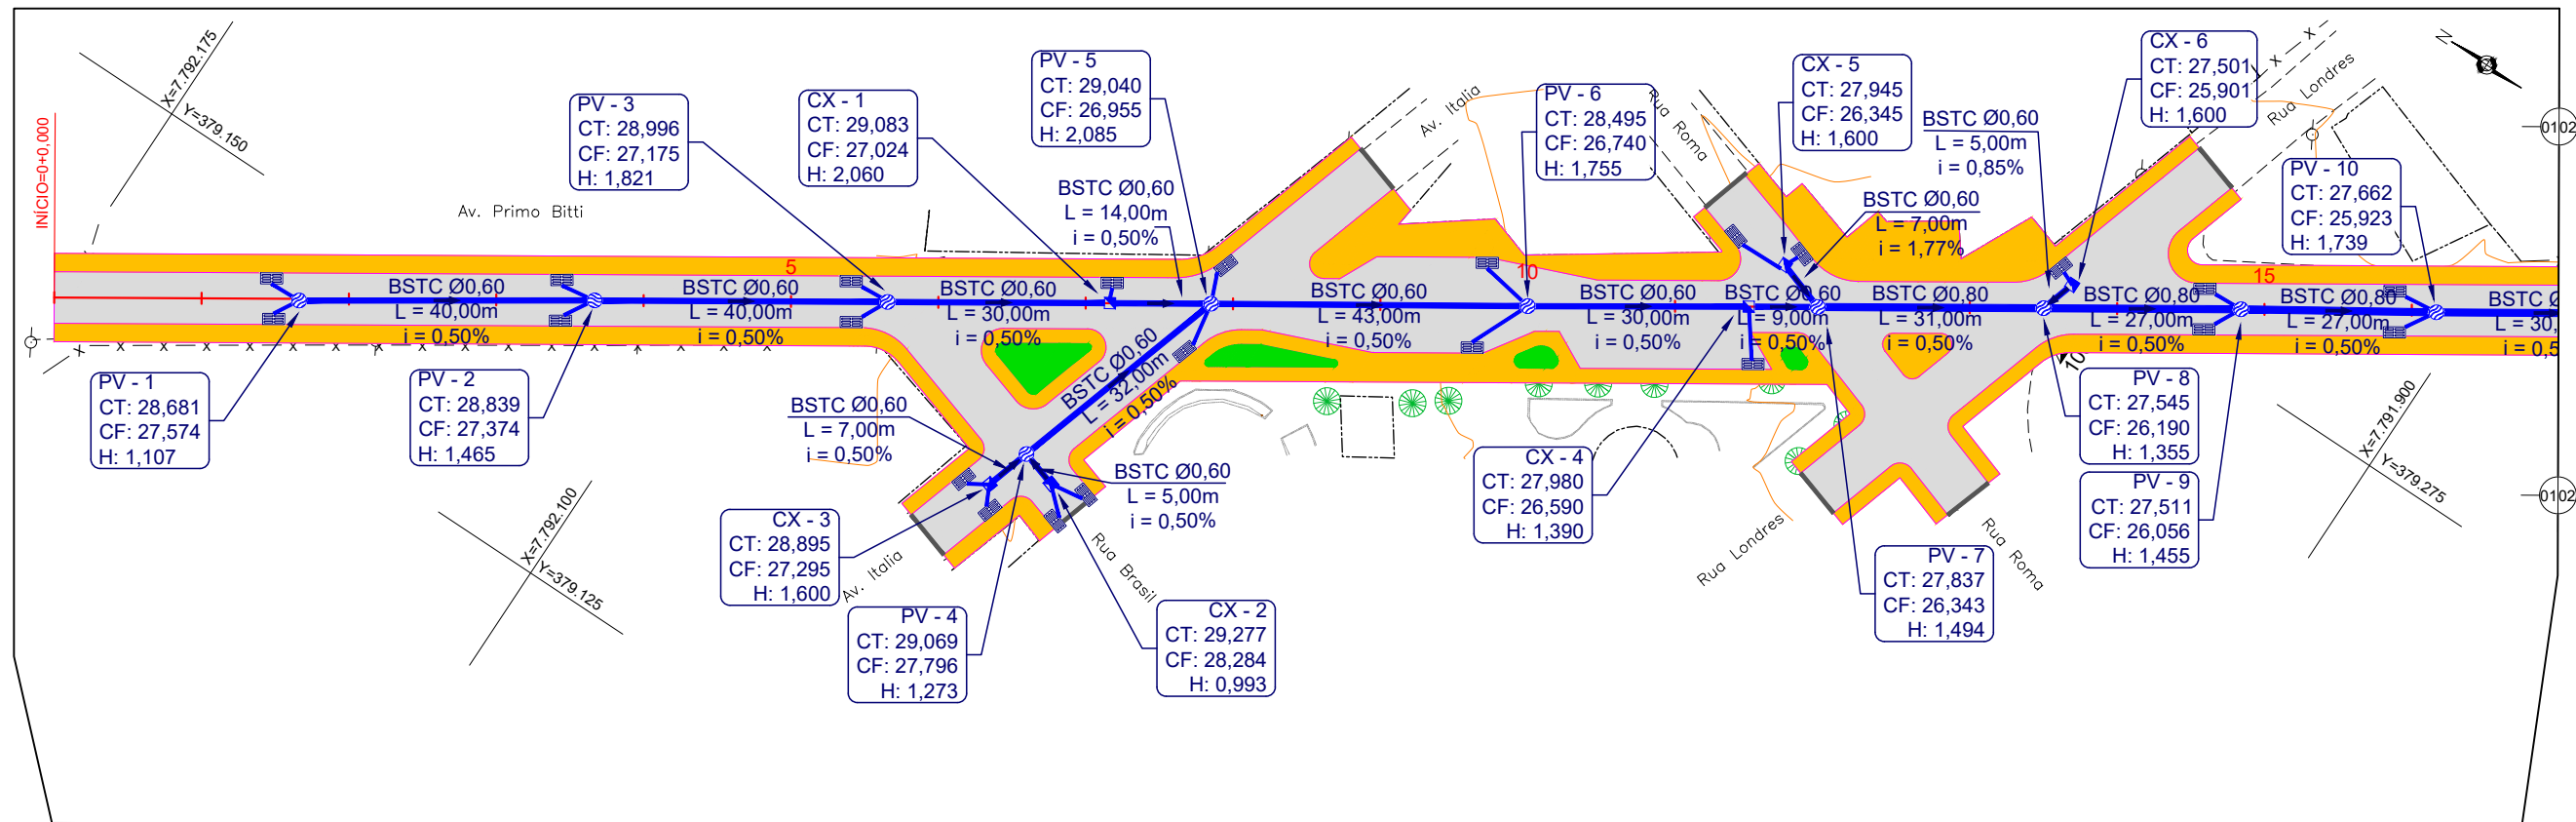 INÍCIO=0+0,000
X=7.792.175
Y=379.150
Av. Primo Bitti
PV - 3
CT: 28,996
CF: 27,175
H: 1,821
CX - 1
CT: 29,083
CF: 27,024
H: 2,060
PV - 5
CT: 29,040
CF: 26,955
H: 2,085
BSTC Ø0,60
L = 14,00m
i = 0,50%
Av. Italia
PV - 6
CT: 28,495
CF: 26,740
H: 1,755
Rua Roma
CX - 5
CT: 27,945
CF: 26,345
H: 1,600
BSTC Ø0,60
L = 7,00m
i = 1,77%
BSTC Ø0,60
L = 5,00m
i = 0,85%
CX - 6
CT: 27,501
CF: 25,901
H: 1,600
Rua Londres
PV - 10
CT: 27,662
CF: 25,923
H: 1,739
N
0102
5
10
15
BSTC Ø0,60
L = 40,00m
i = 0,50%
BSTC Ø0,60
L = 40,00m
i = 0,50%
BSTC Ø0,60
L = 30,00m
i = 0,50%
BSTC Ø0,60
L = 43,00m
i = 0,50%
BSTC Ø0,60
L = 30,00m
i = 0,50%
BSTC Ø0,60
L = 9,00m
i = 0,50%
BSTC Ø0,80
L = 31,00m
i = 0,50%
BSTC Ø0,80
L = 27,00m
i = 0,50%
BSTC Ø0,80
L = 27,00m
i = 0,50%
BSTC Ø
L = 30,
i = 0,5
BSTC Ø0,60
L = 32,00m
i = 0,50%
PV - 1
CT: 28,681
CF: 27,574
H: 1,107
PV - 2
CT: 28,839
CF: 27,374
H: 1,465
BSTC Ø0,60
L = 7,00m
i = 0,50%
BSTC Ø0,60
L = 5,00m
i = 0,50%
CX - 3
CT: 28,895
CF: 27,295
H: 1,600
Av. Italia
PV - 4
CT: 29,069
CF: 27,796
H: 1,273
Rua Brasil
CX - 2
CT: 29,277
CF: 28,284
H: 0,993
X=7.792.100
Y=379.125
CX - 4
CT: 27,980
CF: 26,590
H: 1,390
Rua Londres
PV - 7
CT: 27,837
CF: 26,343
H: 1,494
Rua Roma
10
PV - 8
CT: 27,545
CF: 26,190
H: 1,355
PV - 9
CT: 27,511
CF: 26,056
H: 1,455
X=7.791.900
Y=379.275
0102